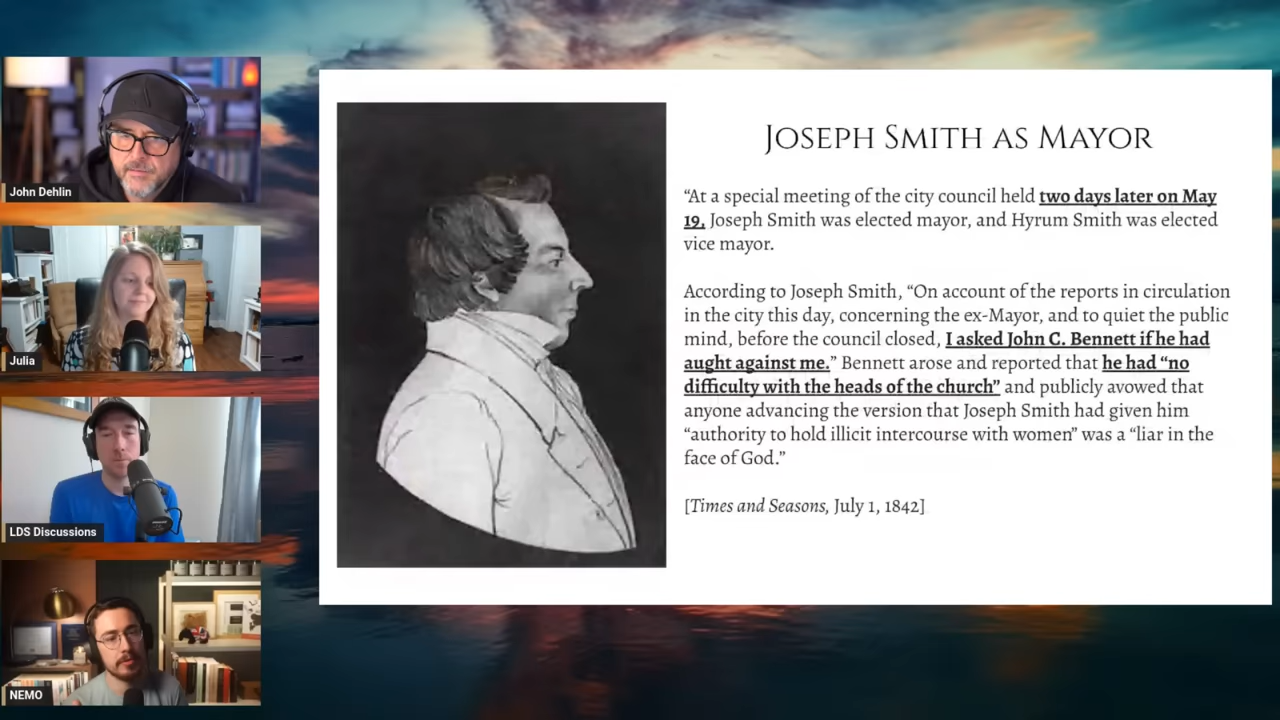 John Dehlin
Julia
LDS Discussions
NEMO
Joseph Smith as Mayor
“At a special meeting of the city council held two days later on May
19, Joseph Smith was elected mayor, and Hyrum Smith was elected
vice mayor.
According to Joseph Smith, “On account of the reports in circulation
in the city this day, concerning the ex-Mayor, and to quiet the public
mind, before the council closed, I asked John C. Bennett if he had
aught against me.” Bennett arose and reported that he had “no
difficulty with the heads of the church” and publicly avowed that
anyone advancing the version that Joseph Smith had given him
“authority to hold illicit intercourse with women” was a “liar in the
face of God.”
[Times and Seasons, July 1, 1842]